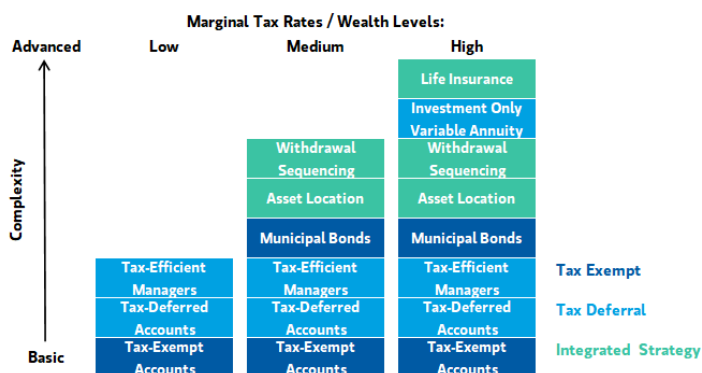 Marginal Tax Rates / Wealth Levels:
Advanced
Low
Medium
High
Complexity
Basic
Tax-Efficient
Managers
Tax-Deferred
Accounts
Tax-Exempt
Accounts
Withdrawal
Sequencing
Asset Location
Municipal Bonds
Tax-Efficient
Managers
Tax-Deferred
Accounts
Tax-Exempt
Accounts
Life Insurance
Investment Only
Variable Annuity
Withdrawal
Sequencing
Asset Location
Municipal Bonds
Tax-Efficient
Managers
Tax-Deferred
Accounts
Tax-Exempt
Accounts
Tax Exempt
Tax Deferral
Integrated Strategy